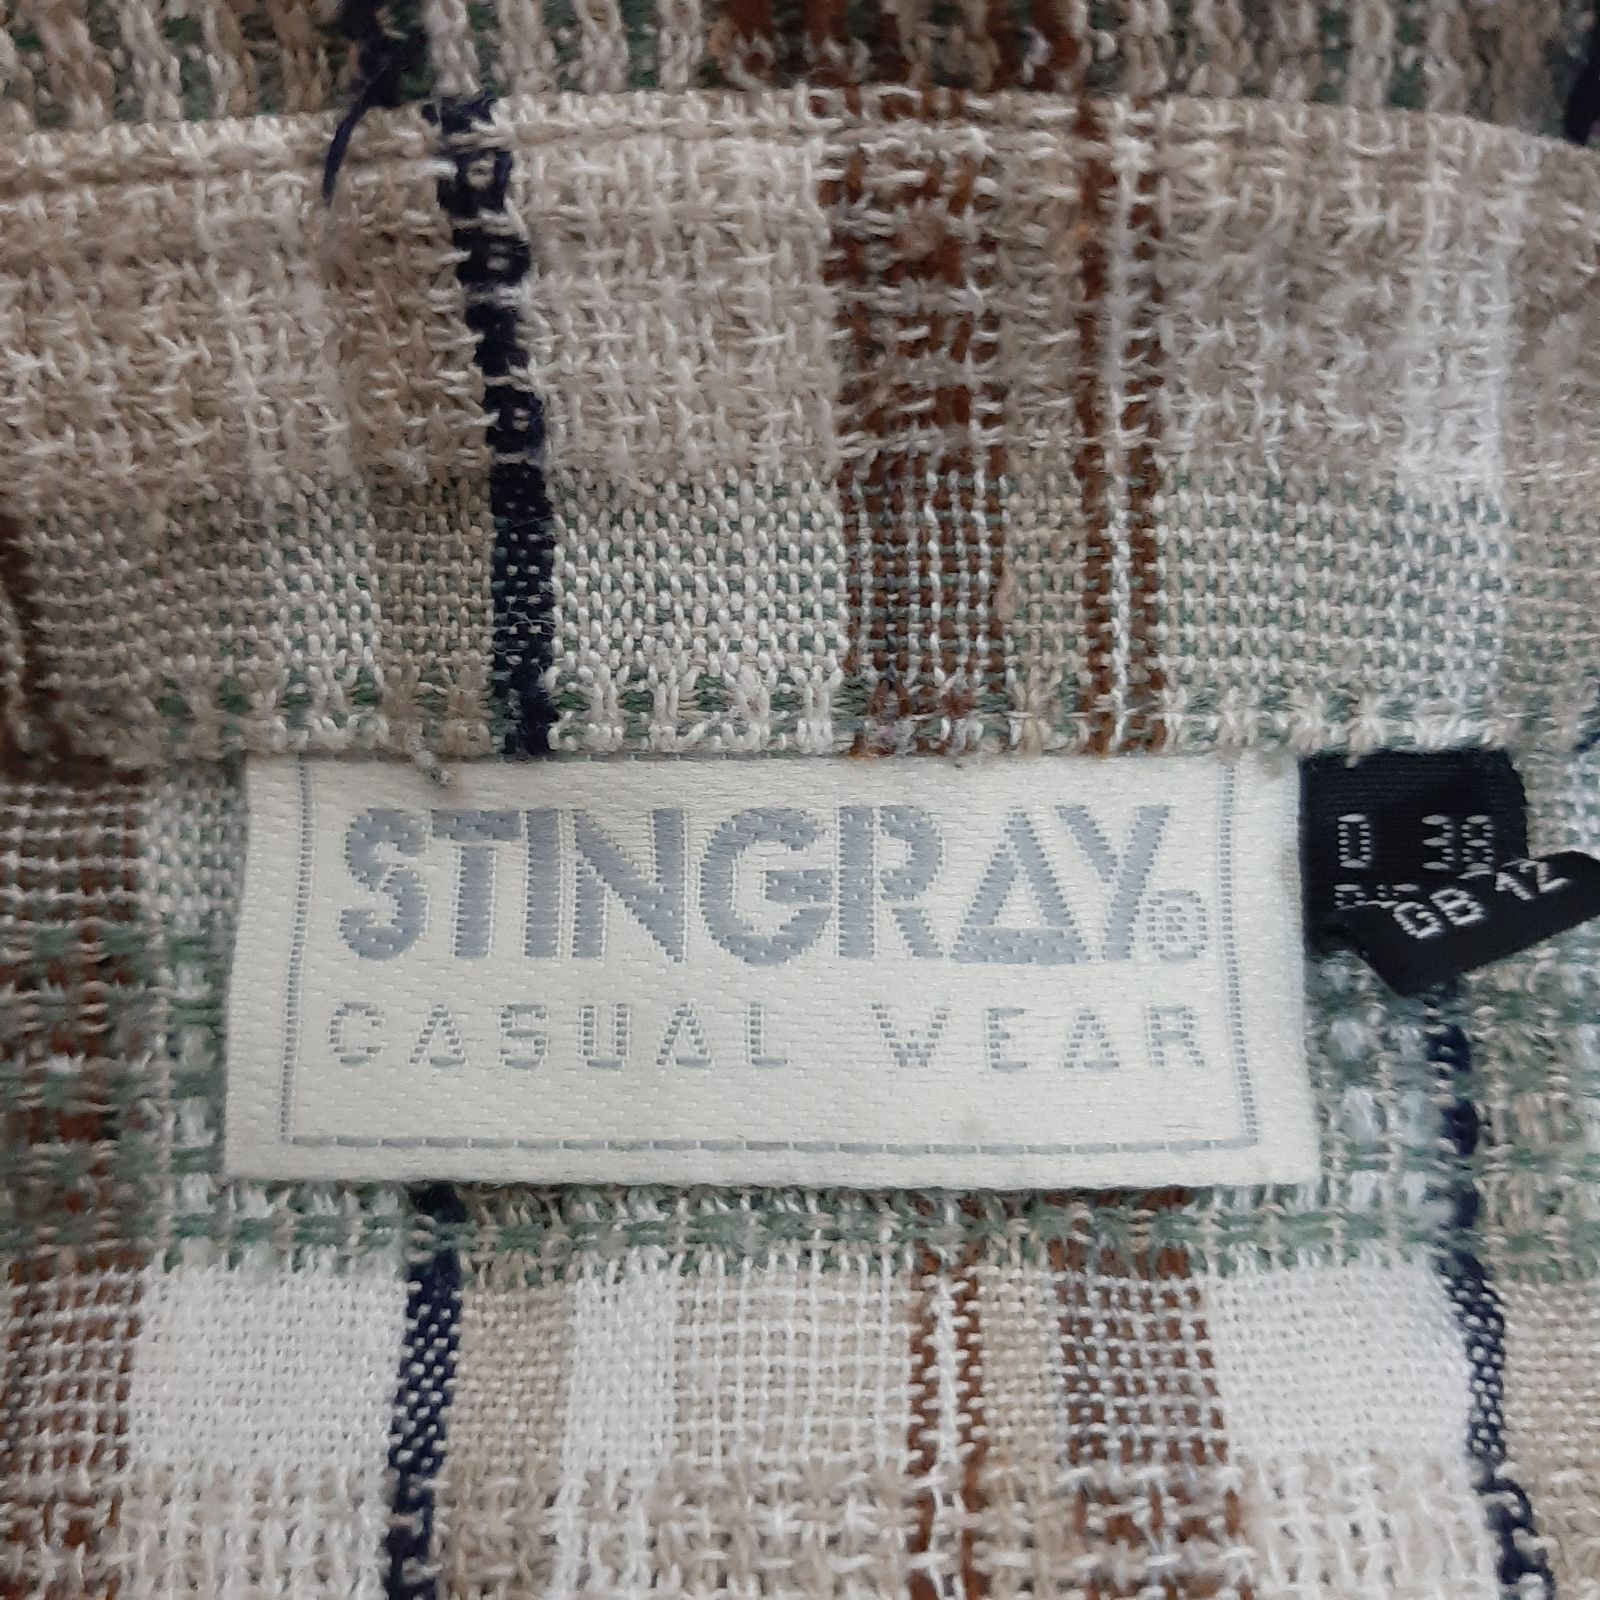 STINGRAY®
CASUAL WEAR
D 38
GB 12